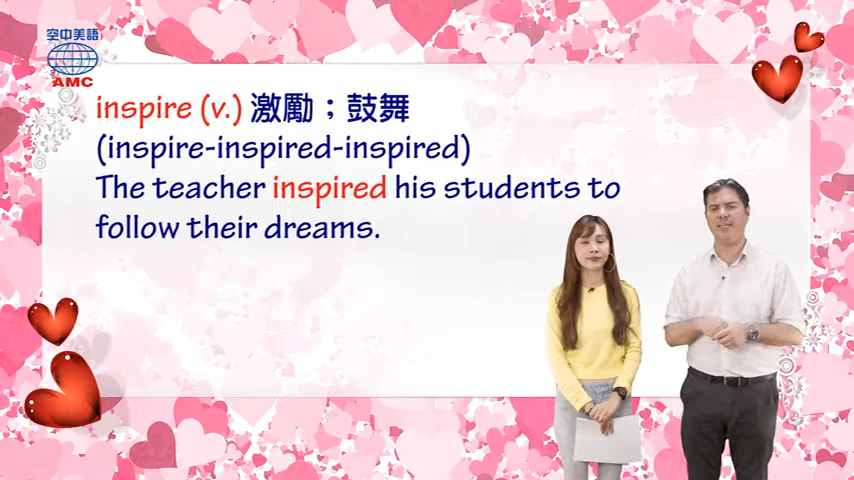 空中美語
AMC
inspire (v.) 激勵；鼓舞
(inspire-inspired-inspired)
The teacher inspired his students to
follow their dreams.